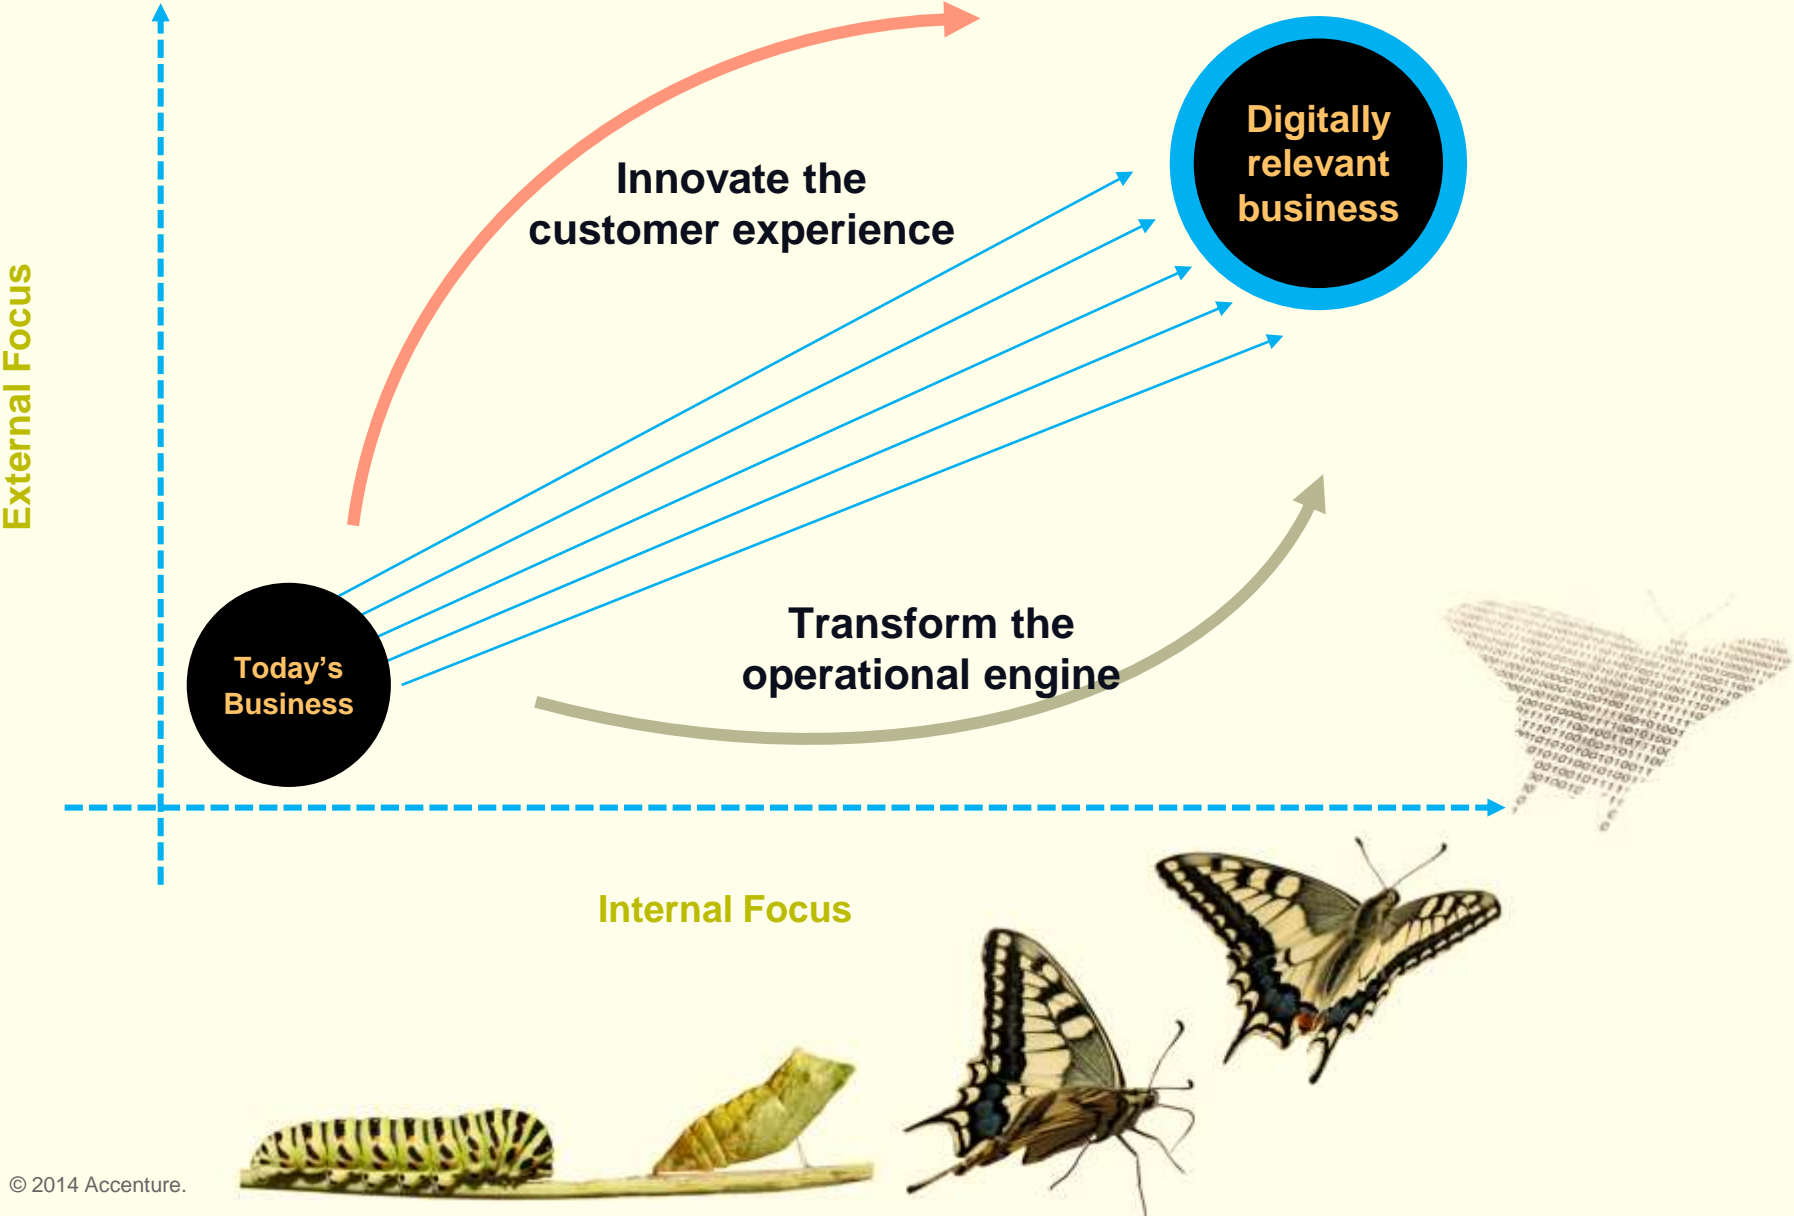 Digitally
relevant
business
Innovate the
customer experience
External Focus
Transform the
operational engine
Today's
Business
Internal Focus
© 2014 Accenture.